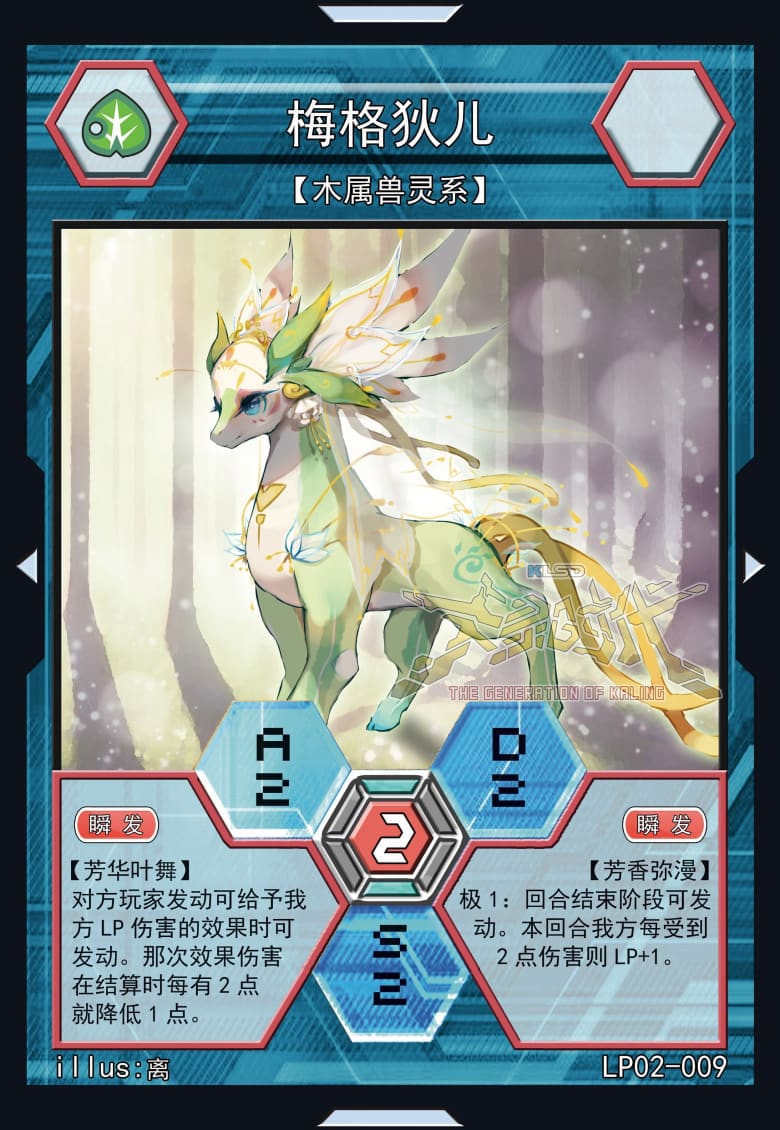 梅格狄儿
【木属兽灵系】
KLSD
THE GENERATION OF KALING
A
2
D
2
2
S
2
瞬 发
【芳华叶舞】
对方玩家发动可给予我
方 LP 伤害的效果时可
发动。那次效果伤害
在结算时每有 2 点
就降低 1 点。
瞬 发
【芳香弥漫】
极 1：回合结束阶段可发
动。本回合我方每受到
2 点伤害则 LP+1。
illus:离
LP02-009